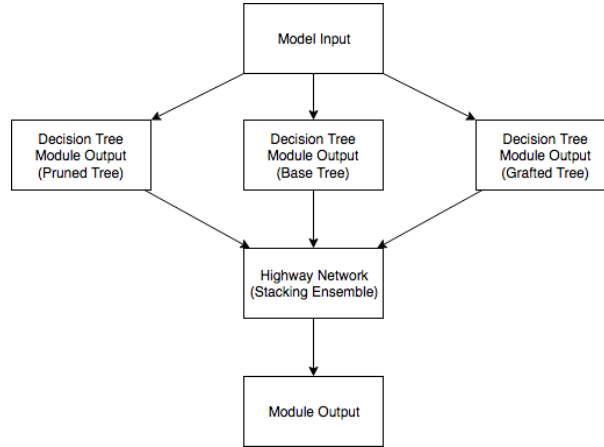 Model Input
Decision Tree
Module Output
(Pruned Tree)
Decision Tree
Module Output
(Base Tree)
Decision Tree
Module Output
(Grafted Tree)
Highway Network
(Stacking Ensemble)
Module Output